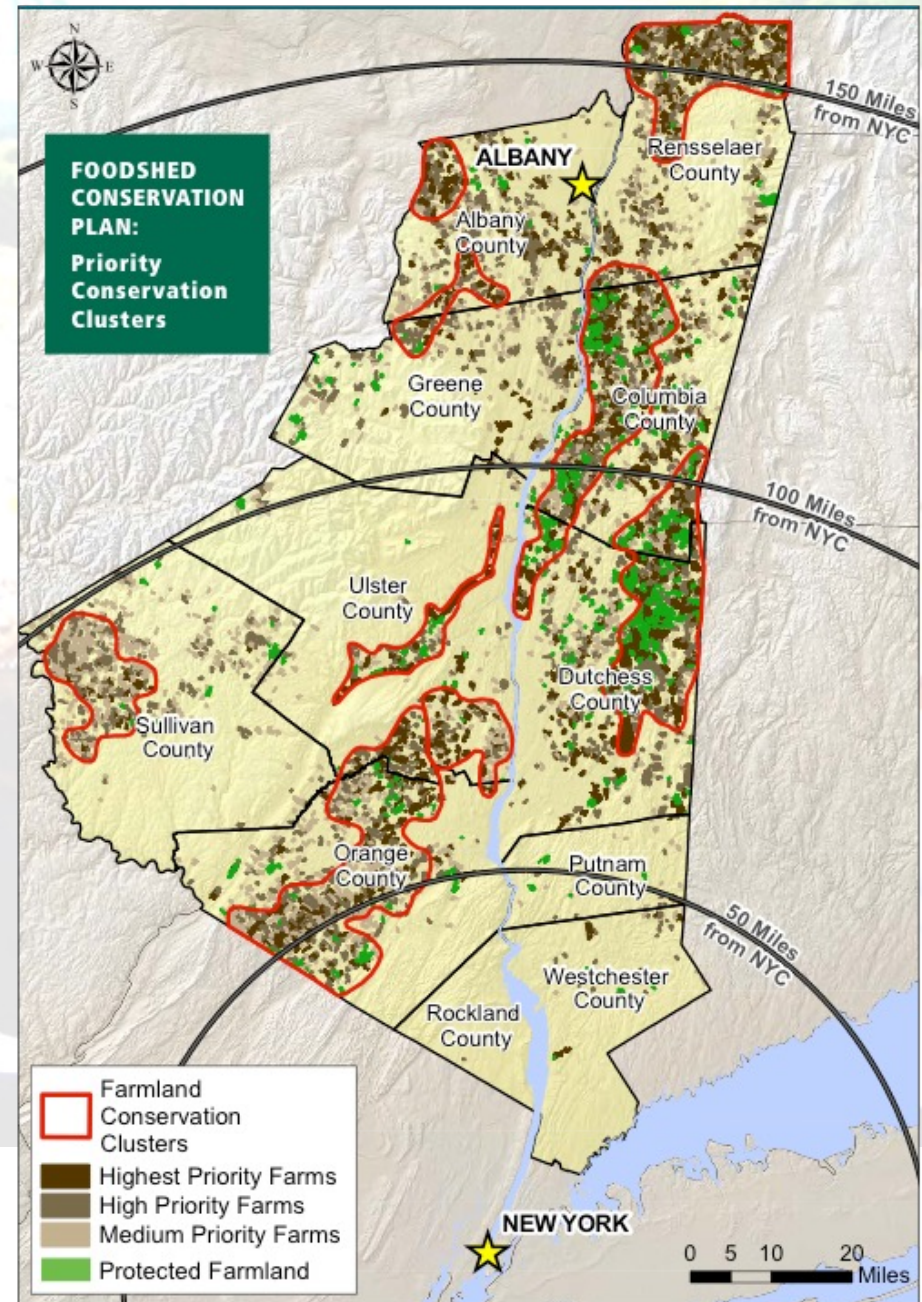 N
W
E
S
FOODSHED
CONSERVATION
PLAN:
Priority
Conservation
Clusters
150 Miles
from NYC
ALBANY
Rensselaer
County
Albany
County
Greene
County
Columbia
County
100 Miles
from NYC
Ulster
County
Dutchess
County
Sullivan
County
Orange
County
Putnam
County
50 Miles
from NYC
Westchester
County
Rockland
County
Farmland
Conservation
Clusters
Highest Priority Farms
High Priority Farms
Medium Priority Farms
Protected Farmland
NEW YORK
0 5 10 20
Miles